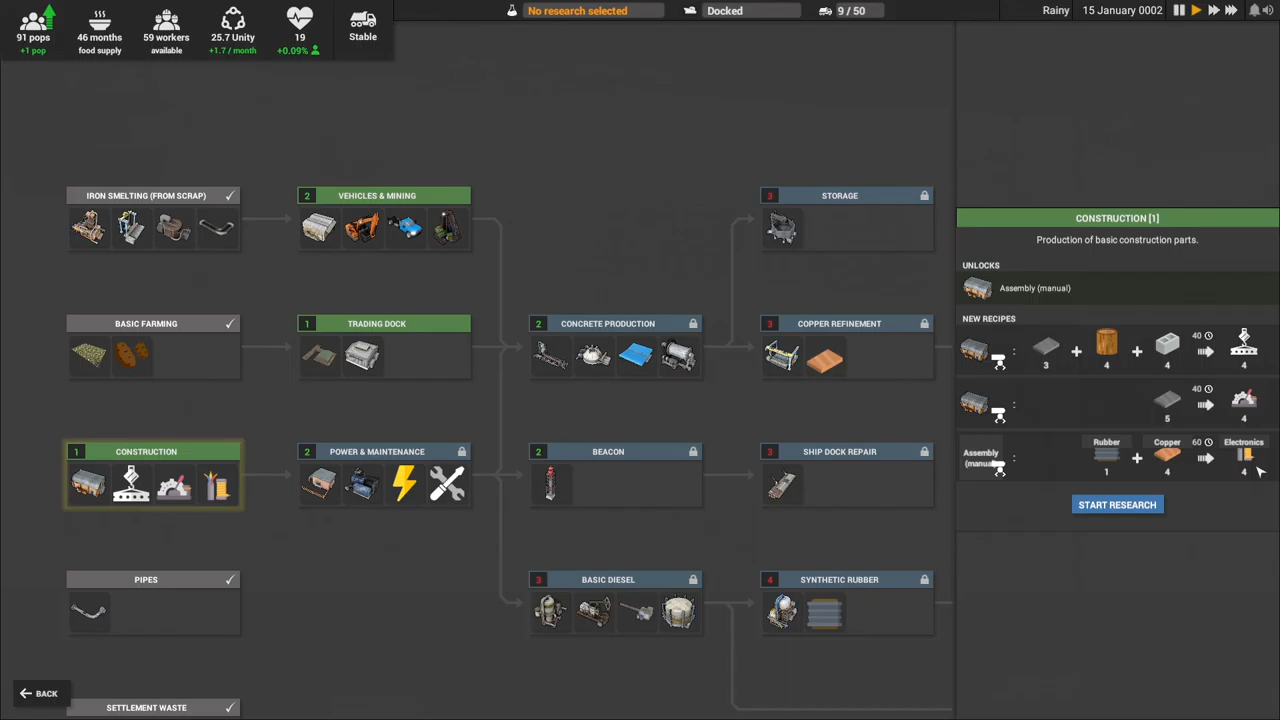 91 pops
+1 pop
46 months
food supply
59 workers
available
25.7 Unity
+1.7 / month
19
+0.09%
Stable
No research selected
Docked
9 / 50
Rainy
15 January 0002
IRON SMELTING (FROM SCRAP)
2 VEHICLES & MINING
3 STORAGE
BASIC FARMING
1 TRADING DOCK
2 CONCRETE PRODUCTION
3 COPPER REFINEMENT
1 CONSTRUCTION
2 POWER & MAINTENANCE
2 BEACON
3 SHIP DOCK REPAIR
PIPES
3 BASIC DIESEL
4 SYNTHETIC RUBBER
SETTLEMENT WASTE
BACK
CONSTRUCTION [1]
Production of basic construction parts.
UNLOCKS
Assembly (manual)
NEW RECIPES
: 3 + 4 + 4 40 4
: 5 40 4
Assembly
(manual)
: Rubber 1 + Copper 4 60 Electronics 4
START RESEARCH